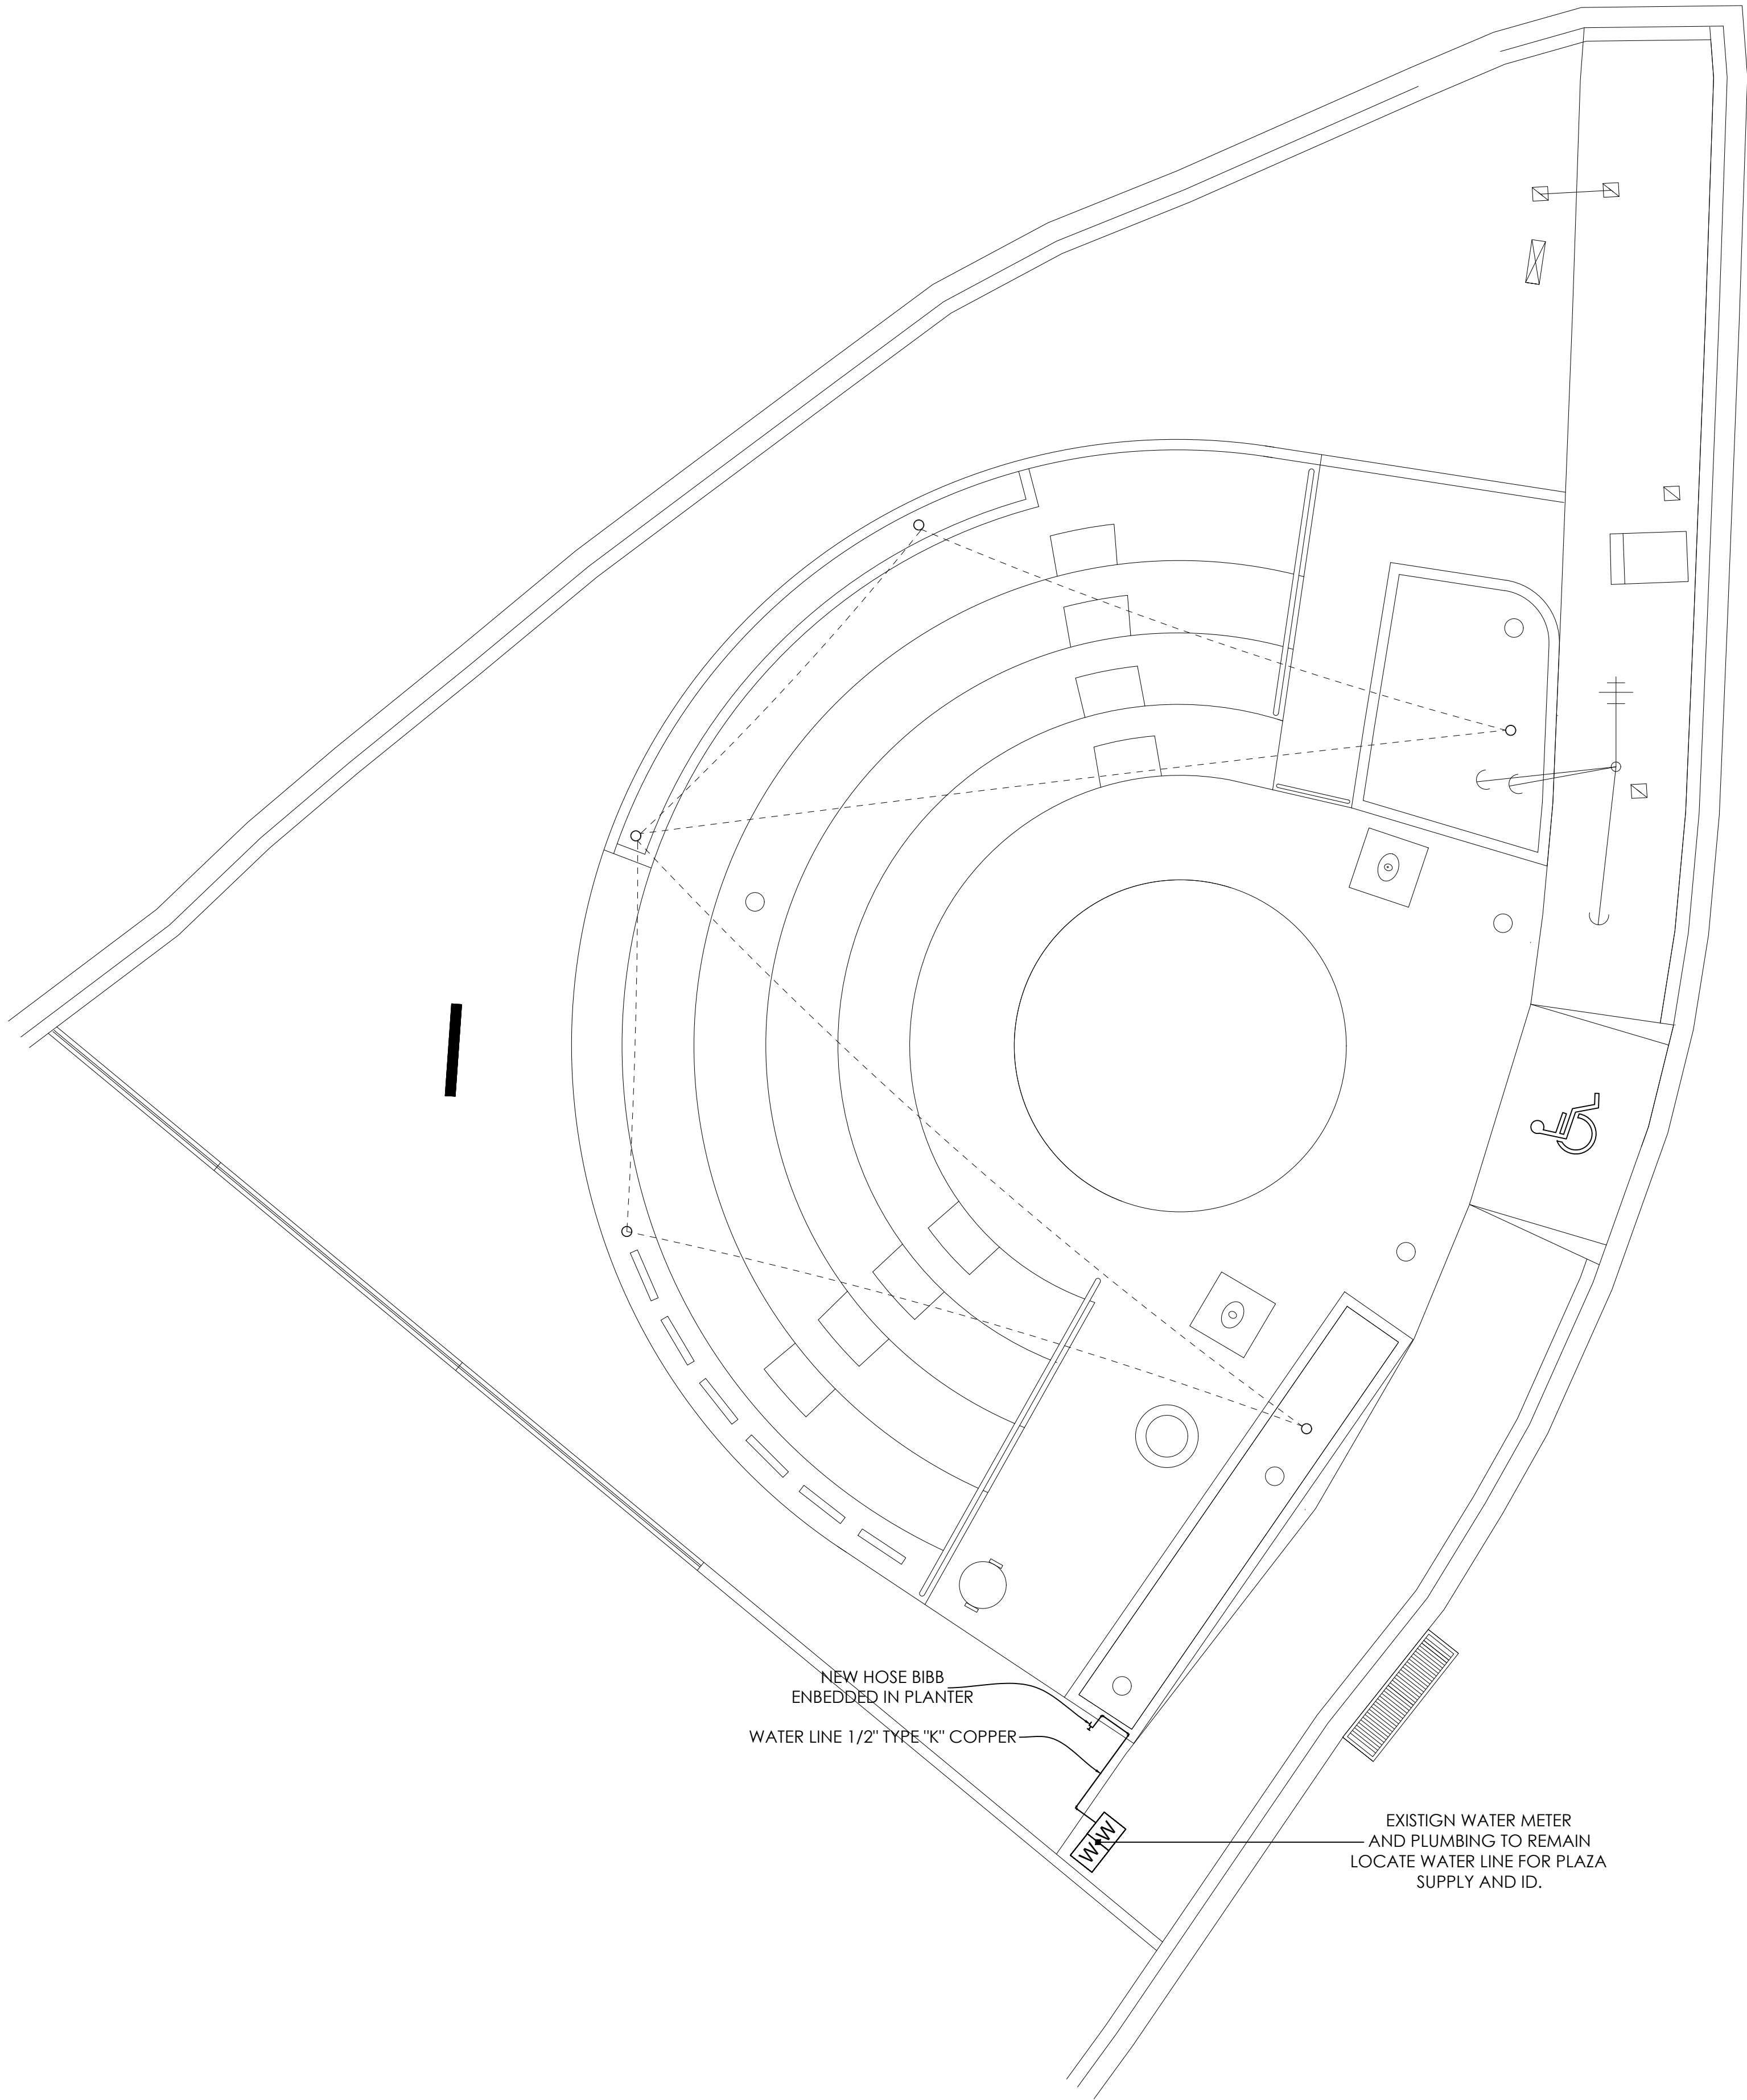 NEW HOSE BIBB
ENBEDDED IN PLANTER
WATER LINE 1/2" TYPE "K" COPPER
EXISTIGN WATER METER
AND PLUMBING TO REMAIN
LOCATE WATER LINE FOR PLAZA
SUPPLY AND ID.
W W